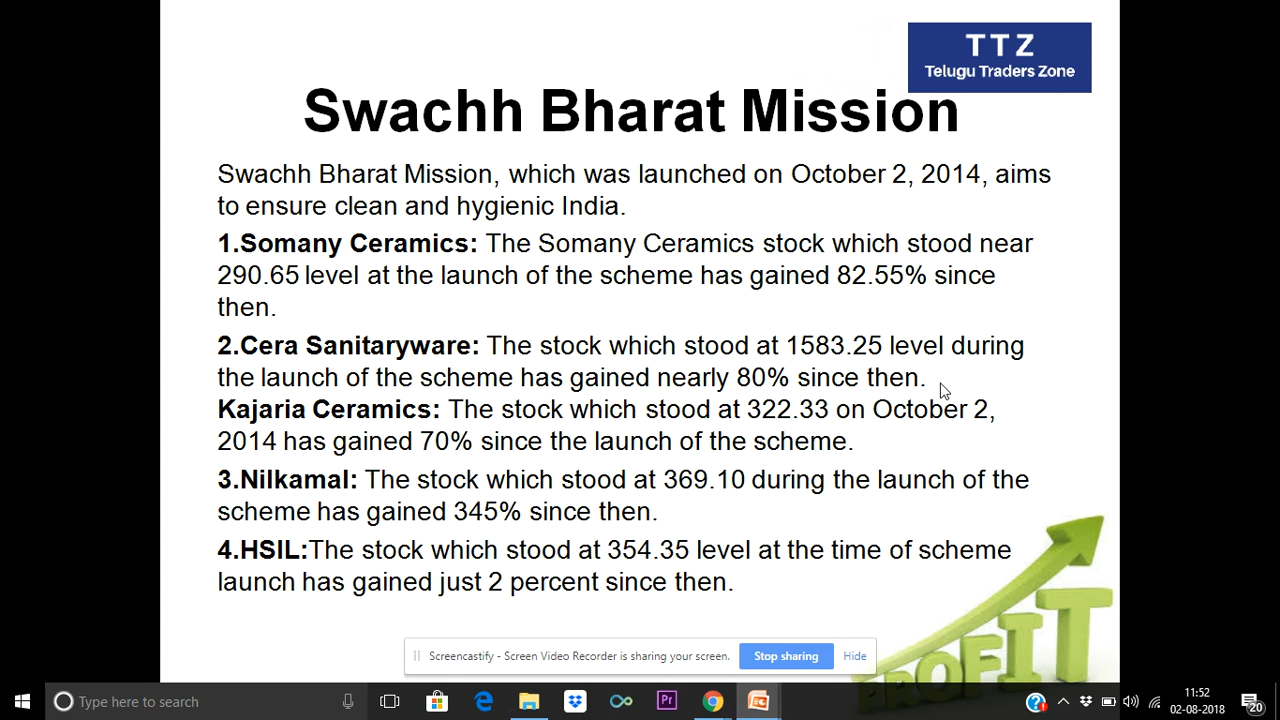 T T Z
Telugu Traders Zone
Swachh Bharat Mission
Swachh Bharat Mission, which was launched on October 2, 2014, aims
to ensure clean and hygienic India.
1.Somany Ceramics: The Somany Ceramics stock which stood near
290.65 level at the launch of the scheme has gained 82.55% since
then.
2.Cera Sanitaryware: The stock which stood at 1583.25 level during
the launch of the scheme has gained nearly 80% since then.
Kajaria Ceramics: The stock which stood at 322.33 on October 2,
2014 has gained 70% since the launch of the scheme.
3.Nilkamal: The stock which stood at 369.10 during the launch of the
scheme has gained 345% since then.
4.HSIL:The stock which stood at 354.35 level at the time of scheme
launch has gained just 2 percent since then.
PROFIT
Screencastify - Screen Video Recorder is sharing your screen. Stop sharing Hide
Type here to search
Pr
11:52
02-08-2018
20